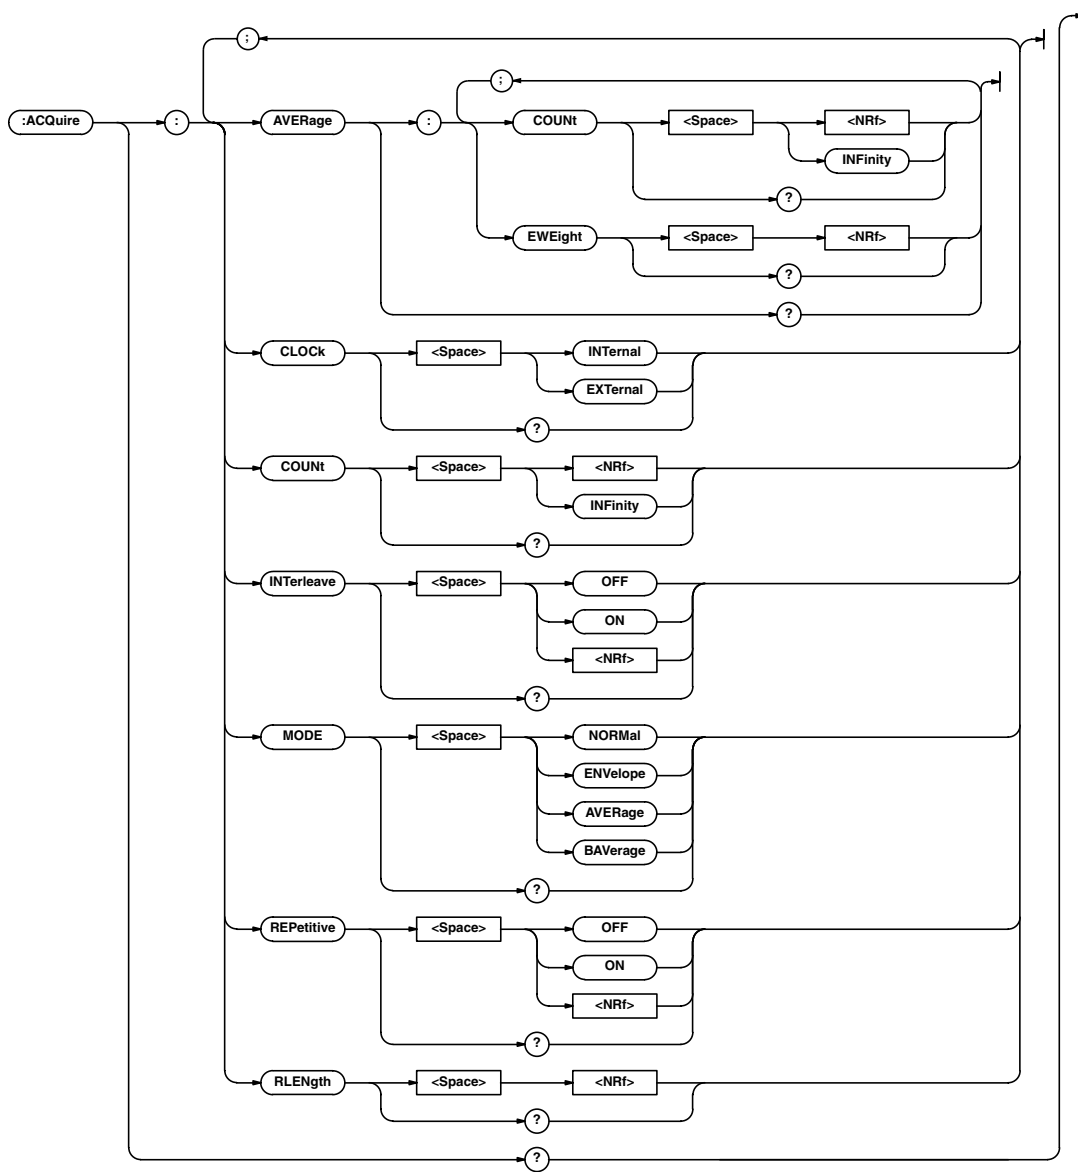 ;
;
:ACQuire : AVERage : COUNt <Space> <NRf>
INFinity
?
EWEight <Space> <NRf>
?
?
CLOCk <Space> INTernal
EXTernal
?
COUNt <Space> <NRf>
INFinity
?
INTerleave <Space> OFF
ON
<NRf>
?
MODE <Space> NORMal
ENVelope
AVERage
BAVerage
?
REPetitive <Space> OFF
ON
<NRf>
?
RLENgth <Space> <NRf>
?
?